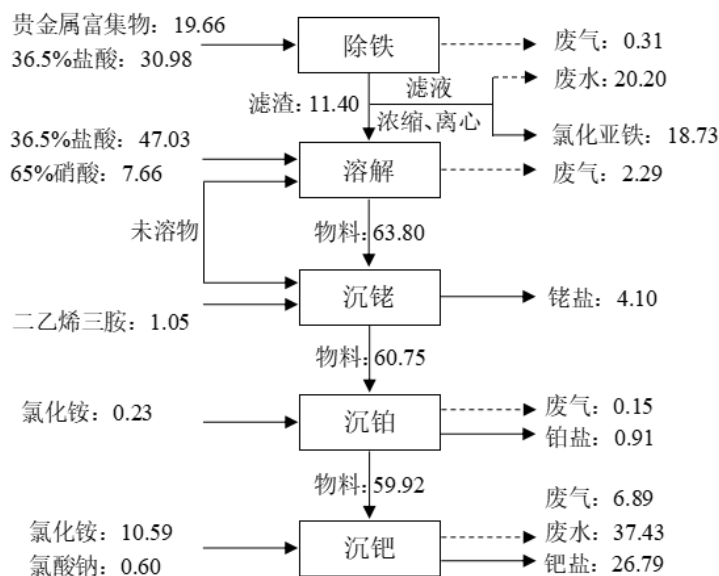 贵金属富集物：19.66
36.5%盐酸：30.98
除铁
废气：0.31
滤渣：11.40
滤液
浓缩、离心
废水：20.20
氯化亚铁：18.73
36.5%盐酸：47.03
65%硝酸：7.66
溶解
废气：2.29
未溶物
物料：63.80
二乙烯三胺：1.05
沉铑
铑盐：4.10
物料：60.75
氯化铵：0.23
沉铂
废气：0.15
铂盐：0.91
物料：59.92
氯化铵：10.59
氯酸钠：0.60
沉钯
废气：6.89
废水：37.43
钯盐：26.79